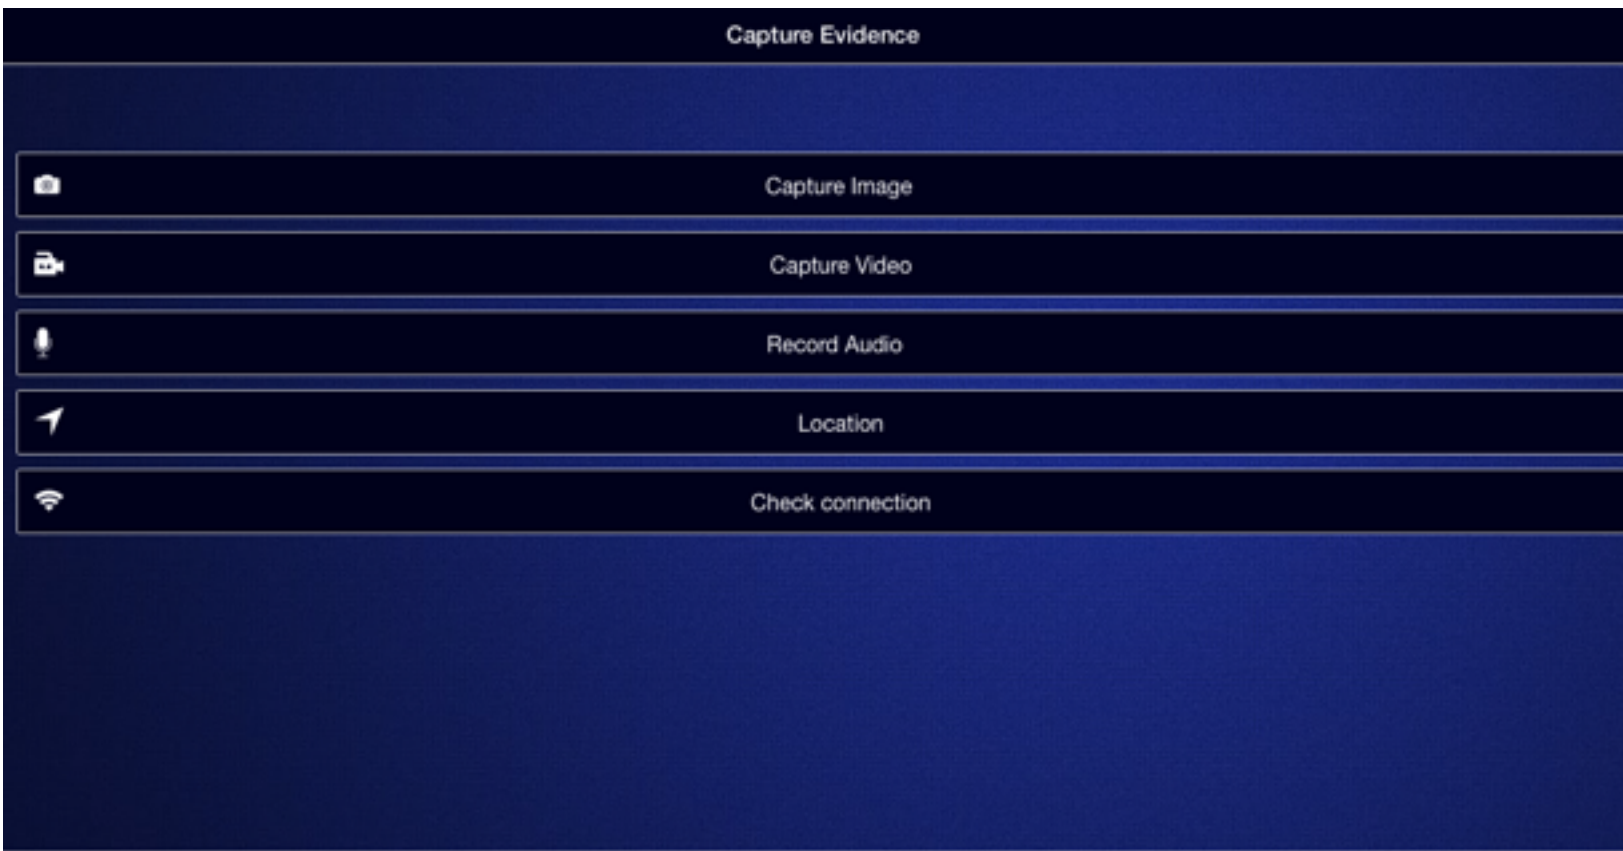 Capture Evidence
Capture Image
Capture Video
Record Audio
Location
Check connection